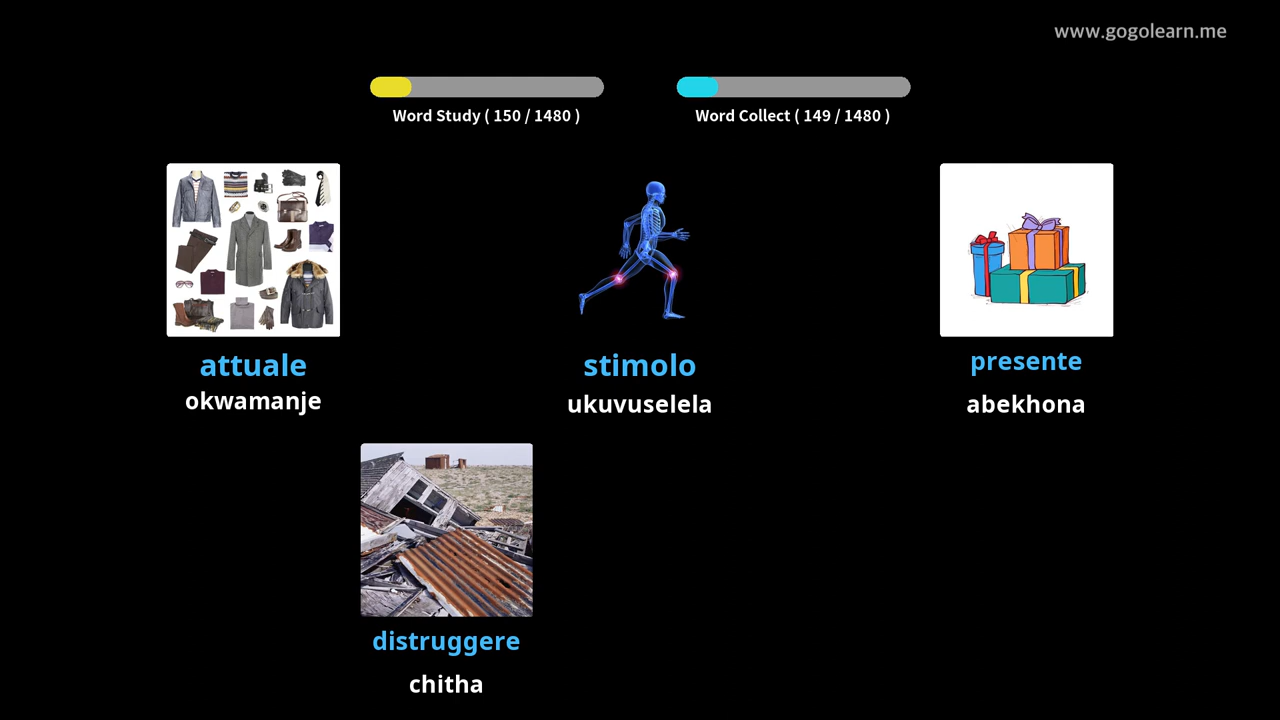 www.gogolearn.me
Word Study ( 150 / 1480 )
Word Collect ( 149 / 1480 )
attuale
okwamanje
stimolo
ukuvuselela
presente
abekhona
distruggere
chitha